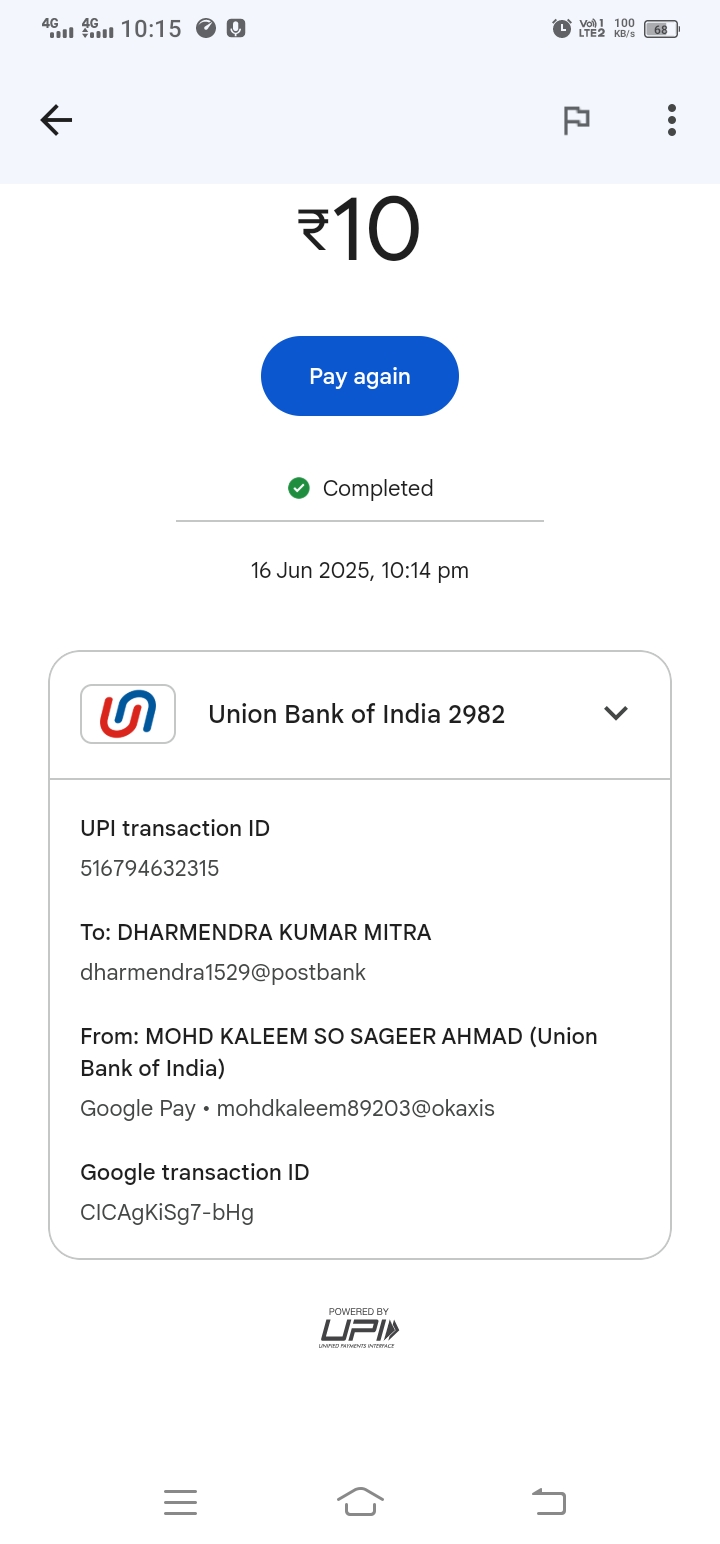 4G 4G 10:15 Vo)) 1 LTE2 100 KB/s 68
₹10
Pay again
Completed
16 Jun 2025, 10:14 pm
Union Bank of India 2982
UPI transaction ID
516794632315
To: DHARMENDRA KUMAR MITRA
dharmendra1529@postbank
From: MOHD KALEEM SO SAGEER AHMAD (Union
Bank of India)
Google Pay • mohdkaleem89203@okaxis
Google transaction ID
CICAgKiSg7-bHg
POWERED BY
UPI
UNIFIED PAYMENTS INTERFACE